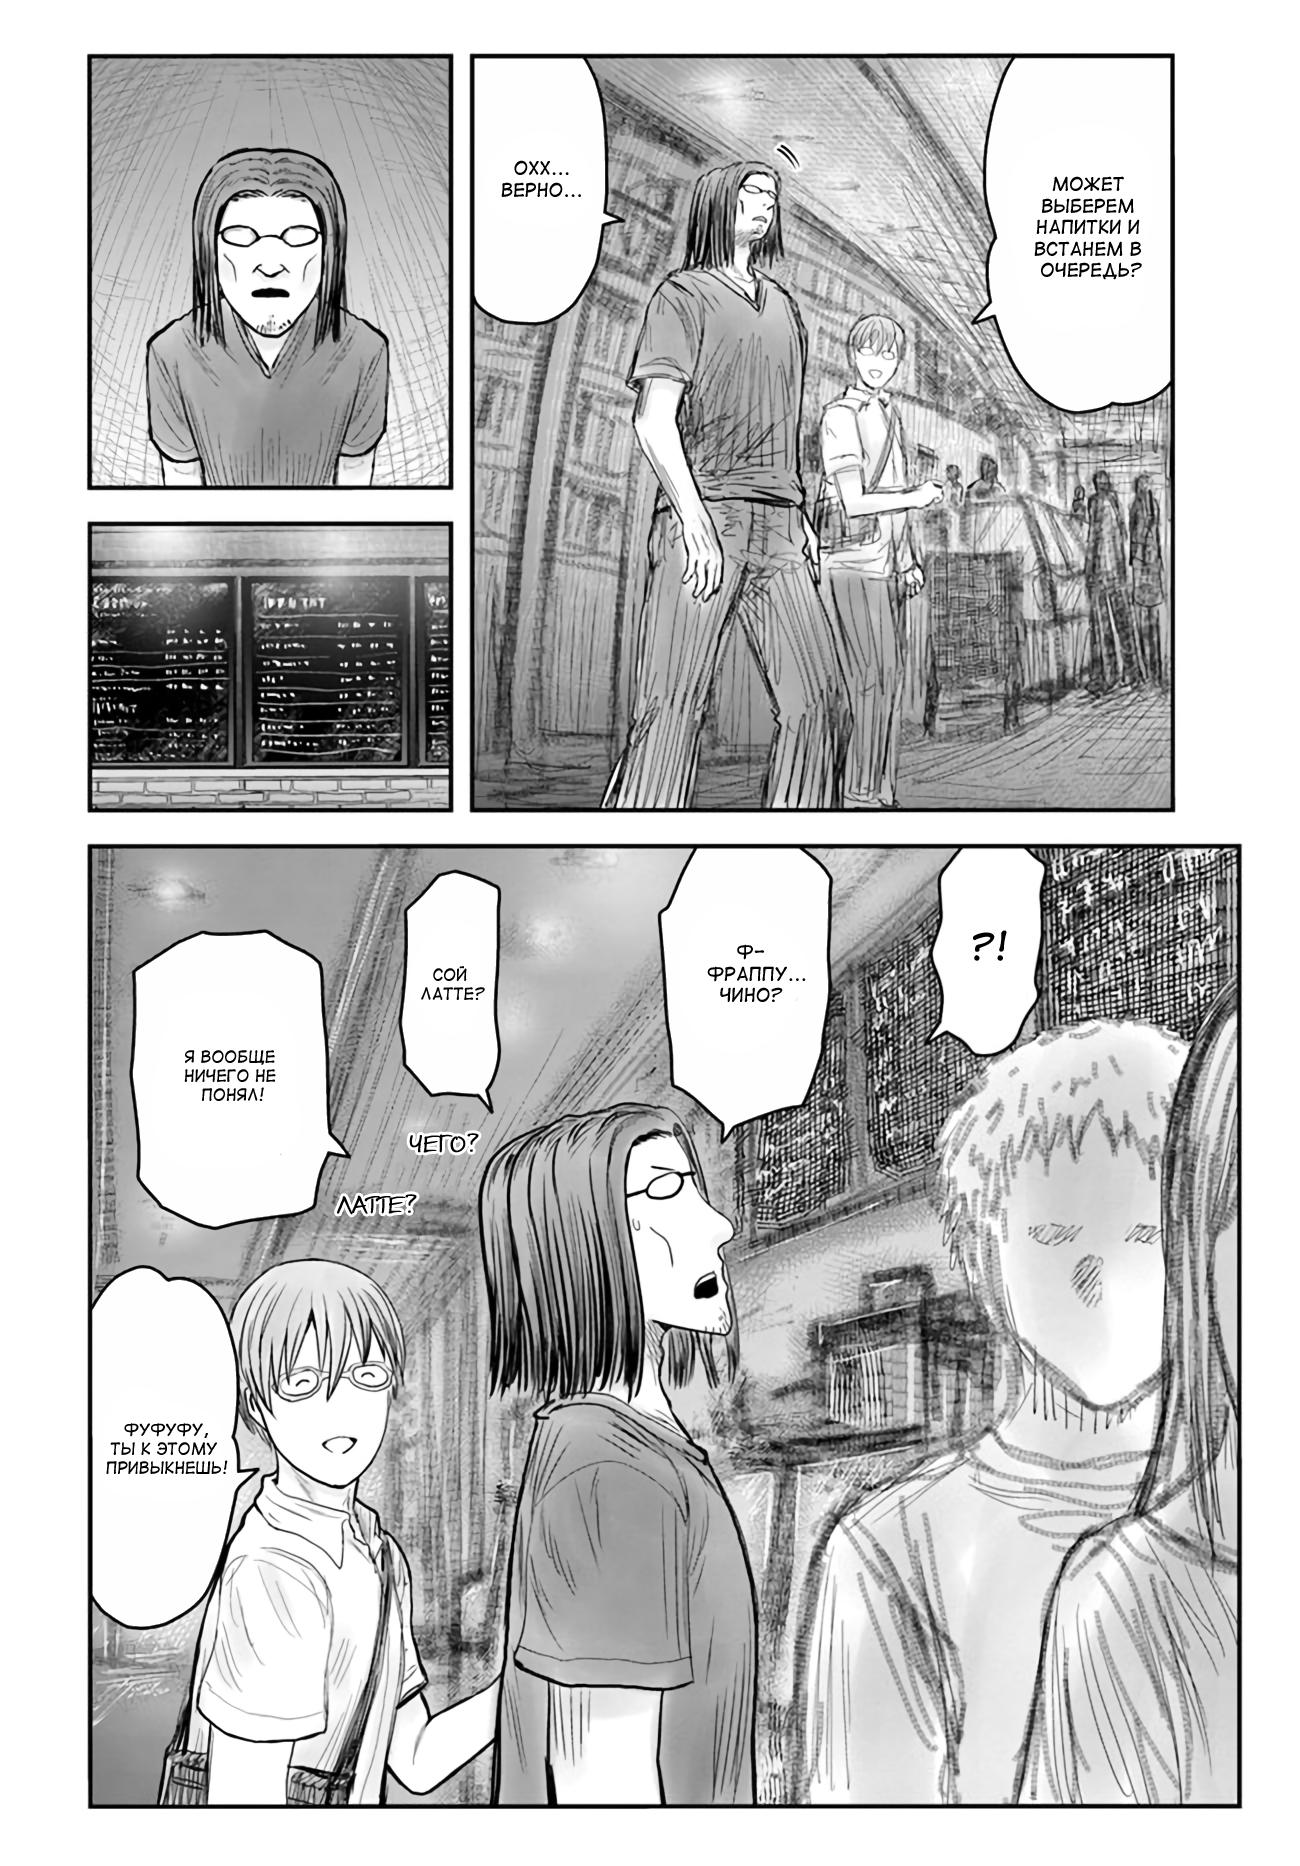 МОЖЕТ
ВЫБЕРЕМ
НАПИТКИ И
ВСТАНЕМ В
ОЧЕРЕДЬ?
ОХХ...
ВЕРНО...
?!
Ф-
ФРАППУ...
ЧИНО?
СОЙ
ЛАТТЕ?
ЧЕГО?
ЛАТТЕ?
Я ВООБЩЕ
НИЧЕГО НЕ
ПОНЯЛ!
ФУФУФУ,
ТЫ К ЭТОМУ
ПРИВЫКНЕШЬ!